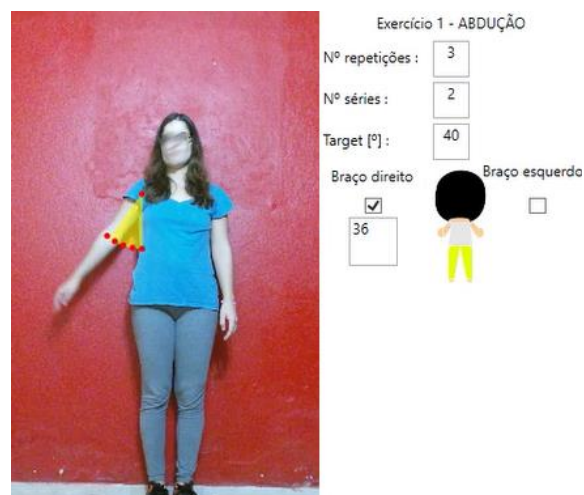 Exercício 1 - ABDUÇÃO
Nº repetições : 3
Nº séries : 2
Target [º] : 40
Braço direito Braço esquerdo
36